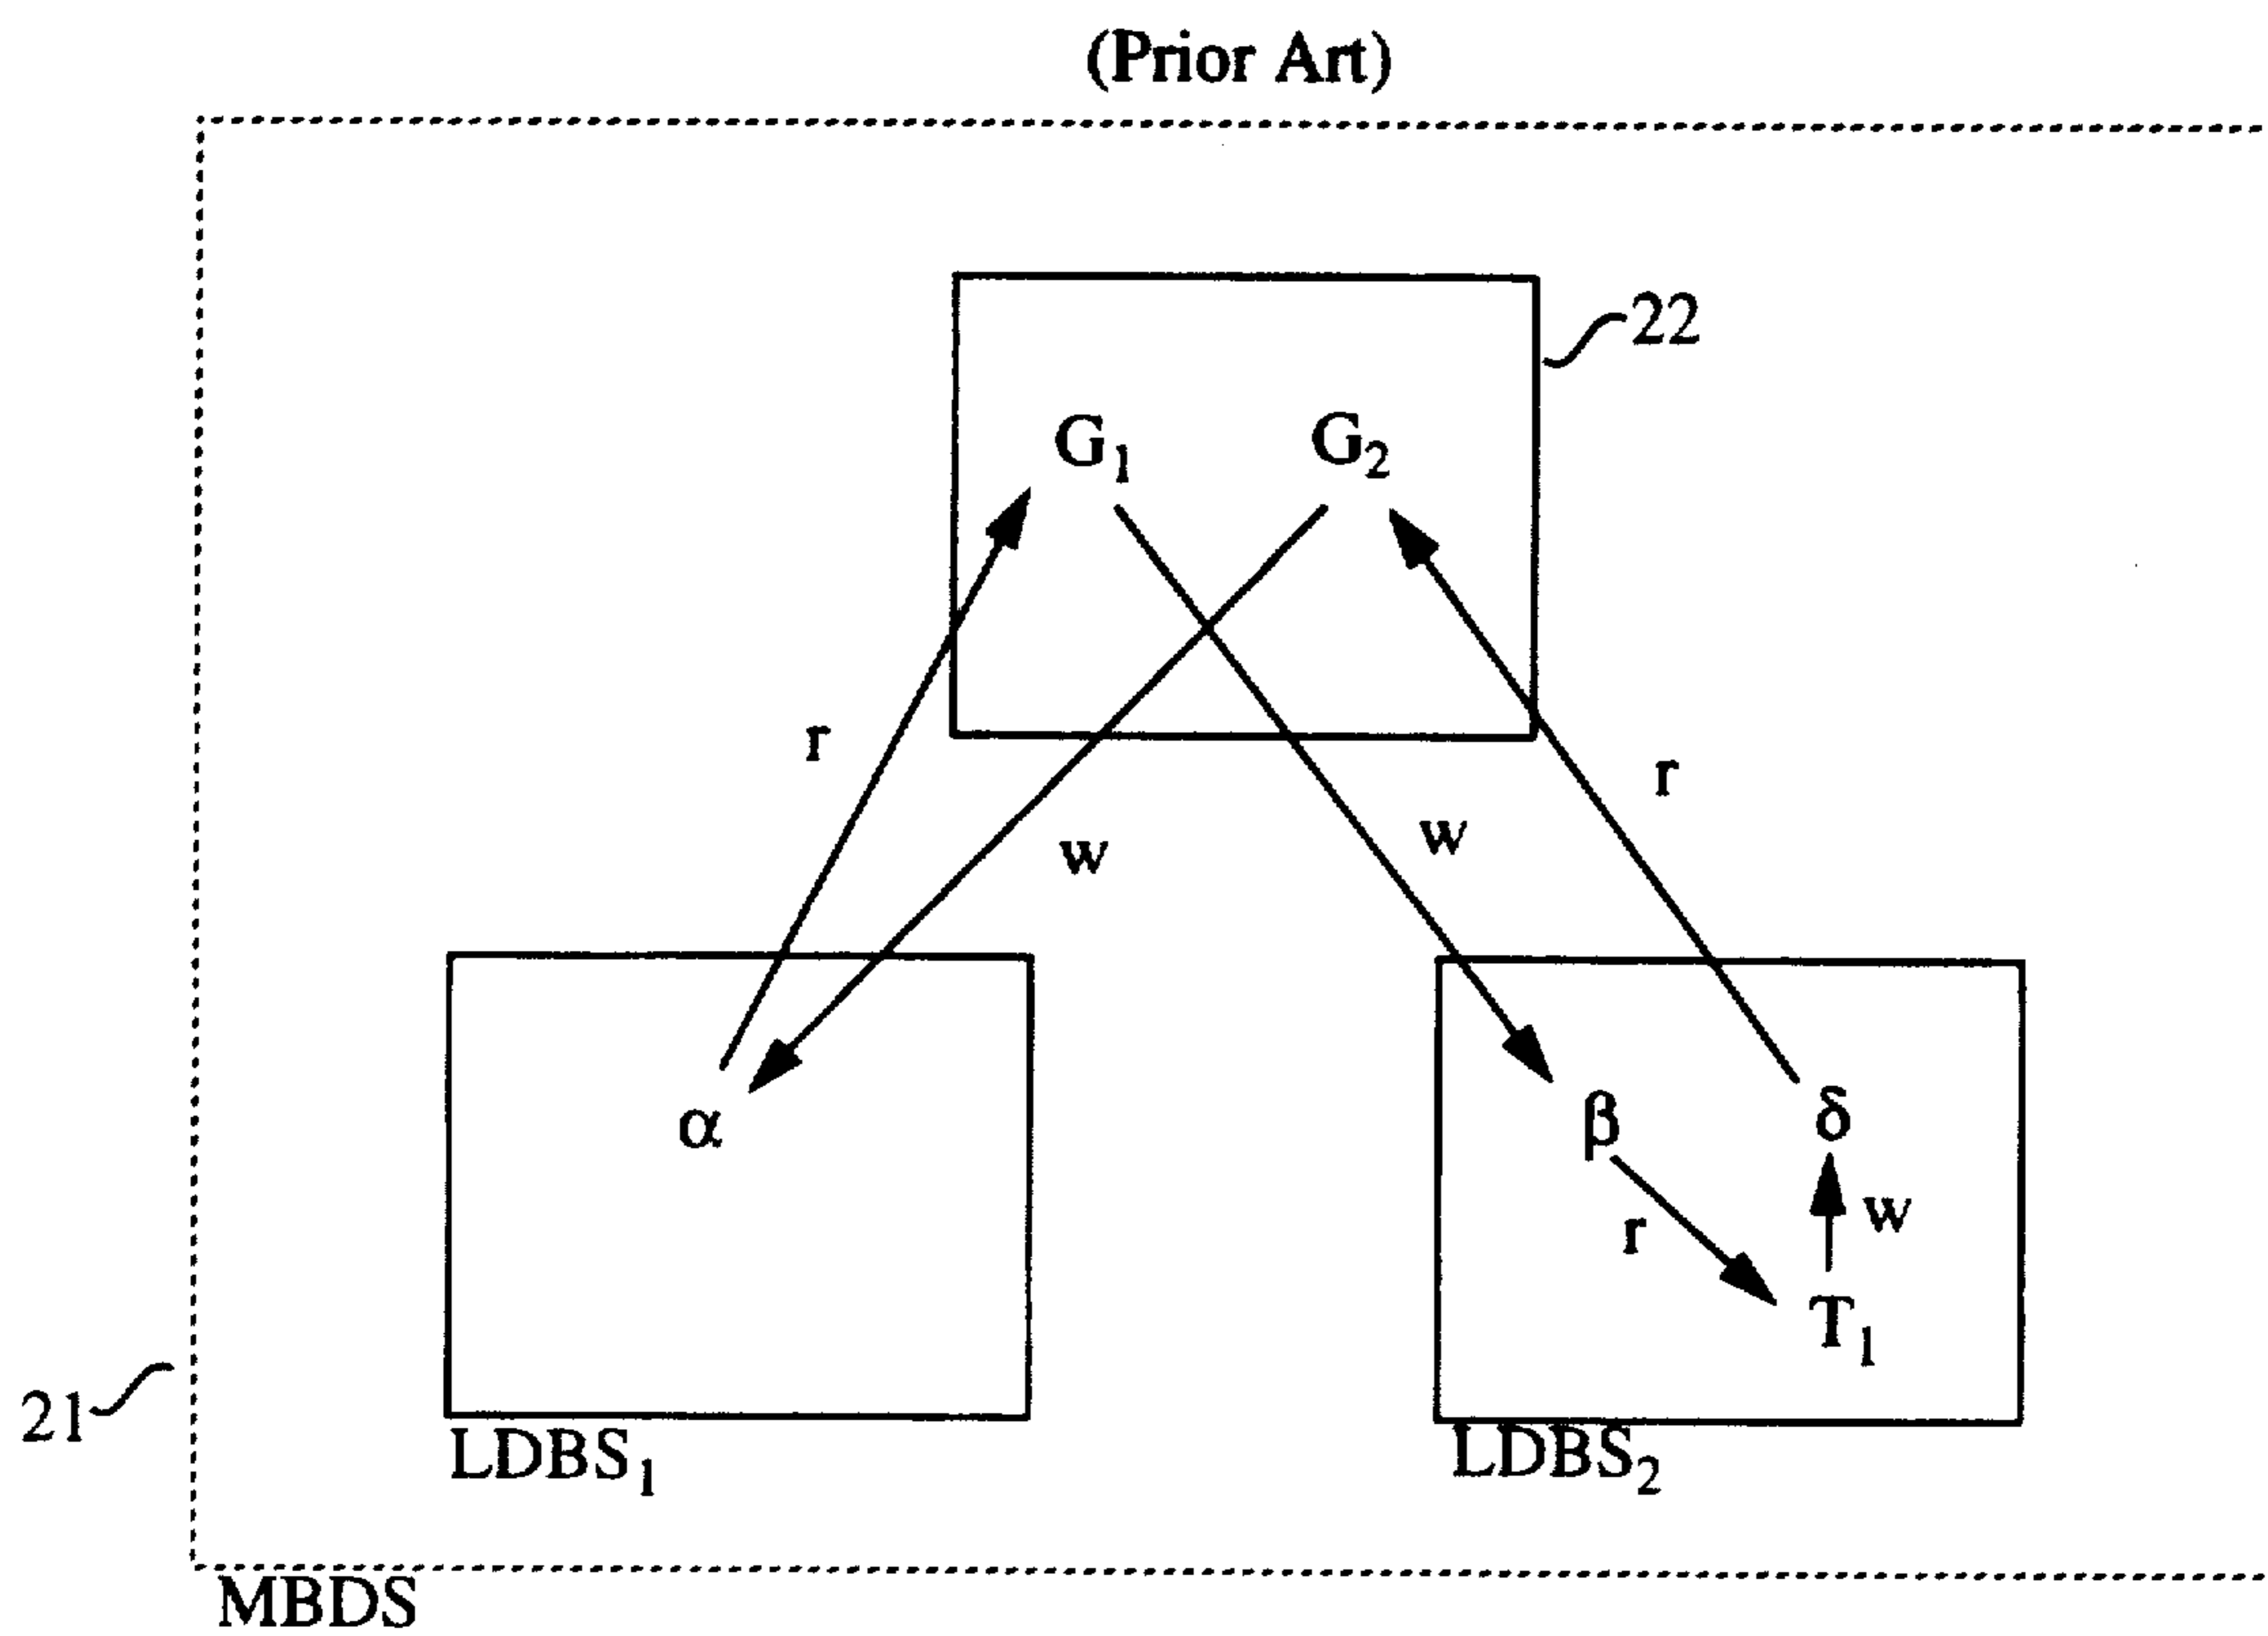 (Prior Art)
22
G₁ G₂
r
r
w
w
α
β
δ
r
w
T₁
21
LDBS₁
LDBS₂
MBDS